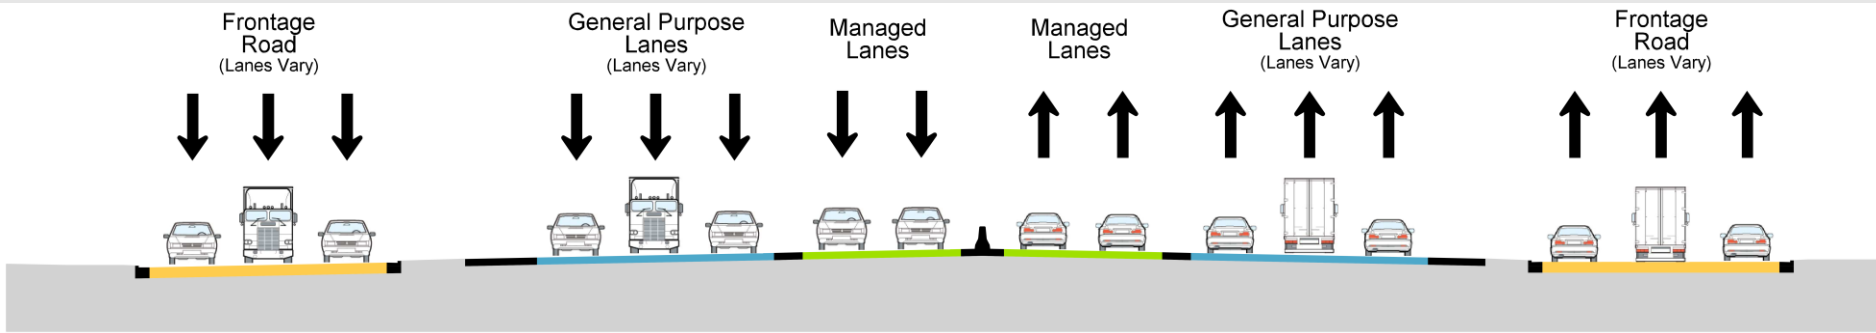 Frontage
Road
(Lanes Vary)
General Purpose
Lanes
(Lanes Vary)
Managed
Lanes
Managed
Lanes
General Purpose
Lanes
(Lanes Vary)
Frontage
Road
(Lanes Vary)